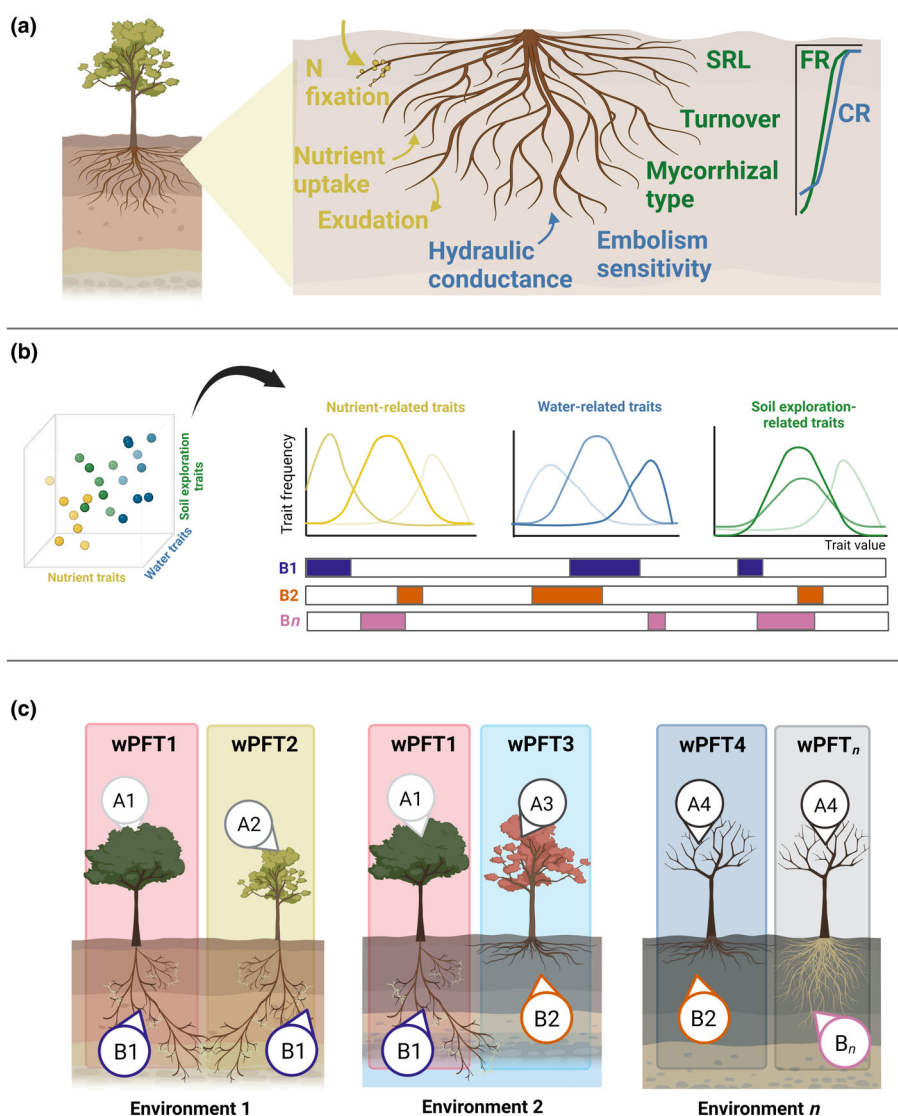 (a)
N
fixation
Nutrient
uptake
Exudation
Hydraulic
conductance
Embolism
sensitivity
SRL
Turnover
Mycorrhizal
type
FR
CR
(b)
Nutrient traits
Water traits
Soil exploration
traits
Nutrient-related traits
Water-related traits
Soil exploration-
related traits
Trait frequency
Trait value
B1
B2
Bn
(c)
wPFT1
wPFT2
A1
A2
B1
B1
Environment 1
wPFT1
wPFT3
A1
A3
B1
B2
Environment 2
wPFT4
wPFTn
A4
A4
B2
Bn
Environment n